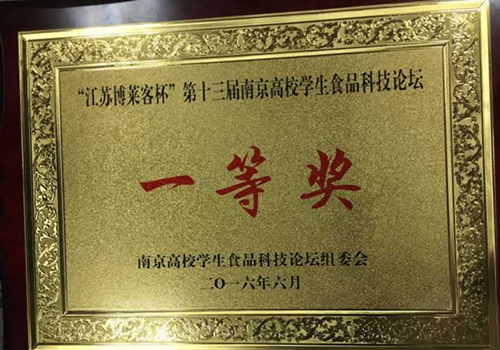 “江苏博莱客杯”第十三届南京高校学生食品科技论坛
一等奖
南京高校学生食品科技论坛组委会
二〇一六年六月